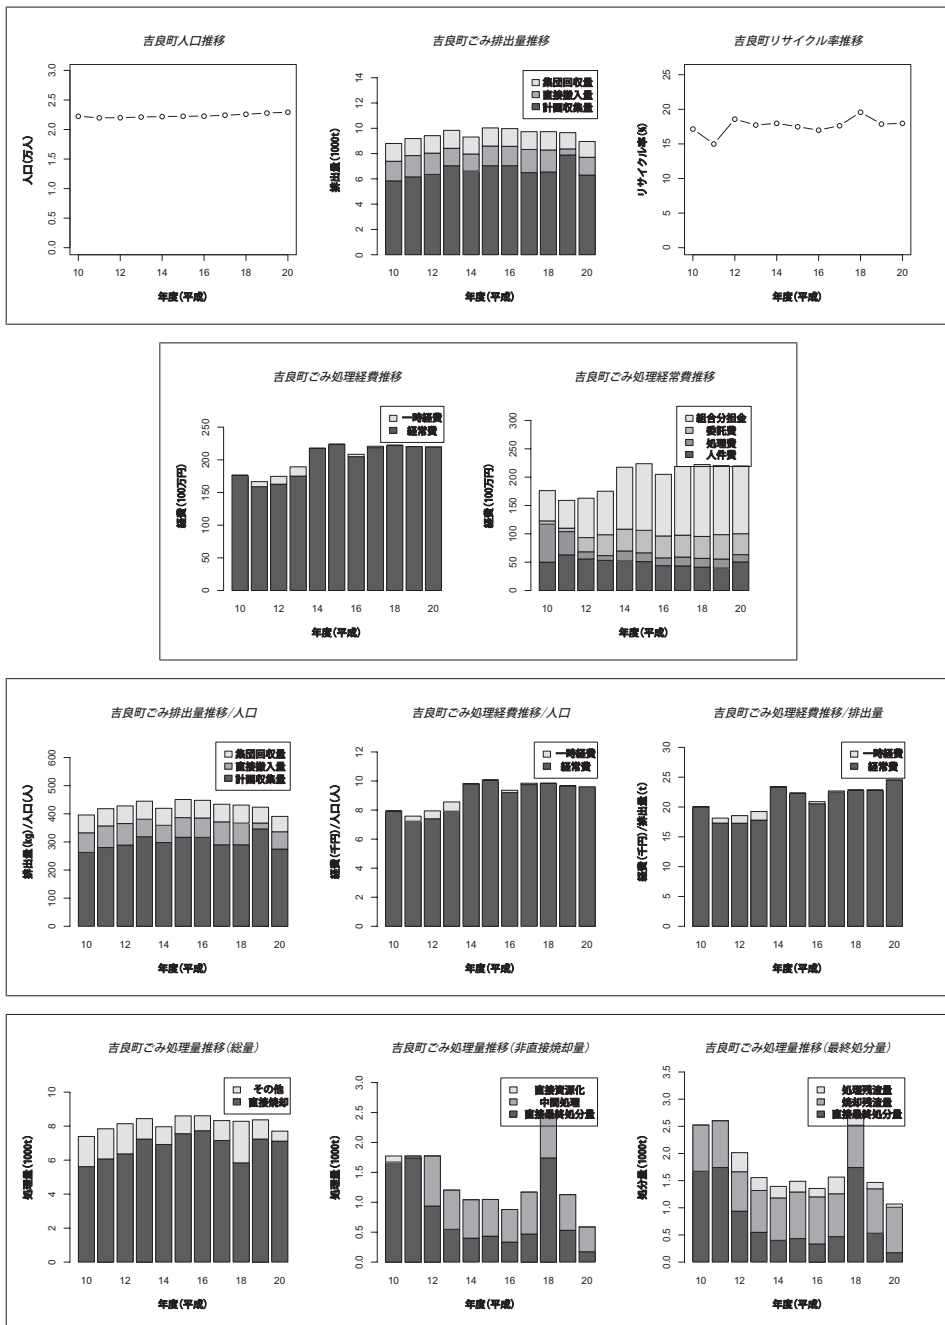 吉良町人口推移
人口(万人)
0.0 0.5 1.0 1.5 2.0 2.5 3.0
10 12 14 16 18 20
年度(平成)
吉良町ごみ排出量推移
集団回収量
直接搬入量
計画収集量
排出量(1000t)
0 2 4 6 8 10 12 14
10 12 14 16 18 20
年度(平成)
吉良町リサイクル率推移
リサイクル率(%)
0 5 10 15 20 25
10 12 14 16 18 20
年度(平成)
吉良町ごみ処理経費推移
一時経費
経常費
経費(100万円)
0 50 100 150 200 250
10 12 14 16 18 20
年度(平成)
吉良町ごみ処理経常費推移
組合分担金
委託費
処理費
人件費
経費(100万円)
0 50 100 150 200 250 300
10 12 14 16 18 20
年度(平成)
吉良町ごみ排出量推移/人口
集団回収量
直接搬入量
計画収集量
排出量(kg)/人口(人)
0 100 200 300 400 500 600
10 12 14 16 18 20
年度(平成)
吉良町ごみ処理経費推移/人口
一時経費
経常費
経費(千円)/人口(人)
0 2 4 6 8 10 12
10 12 14 16 18 20
年度(平成)
吉良町ごみ処理経費推移/排出量
一時経費
経常費
経費(千円)/排出量(t)
0 5 10 15 20 25 30
10 12 14 16 18 20
年度(平成)
吉良町ごみ処理量推移(総量)
その他
直接焼却
処理量(1000t)
0 2 4 6 8 10
10 12 14 16 18 20
年度(平成)
吉良町ごみ処理量推移(非直接焼却量)
直接資源化
中間処理
直接最終処分量
処理量(1000t)
0.0 0.5 1.0 1.5 2.0 2.5 3.0
10 12 14 16 18 20
年度(平成)
吉良町ごみ処理量推移(最終処分量)
処理残渣量
焼却残渣量
直接最終処分量
処分量(1000t)
0.0 0.5 1.0 1.5 2.0 2.5 3.0 3.5
10 12 14 16 18 20
年度(平成)